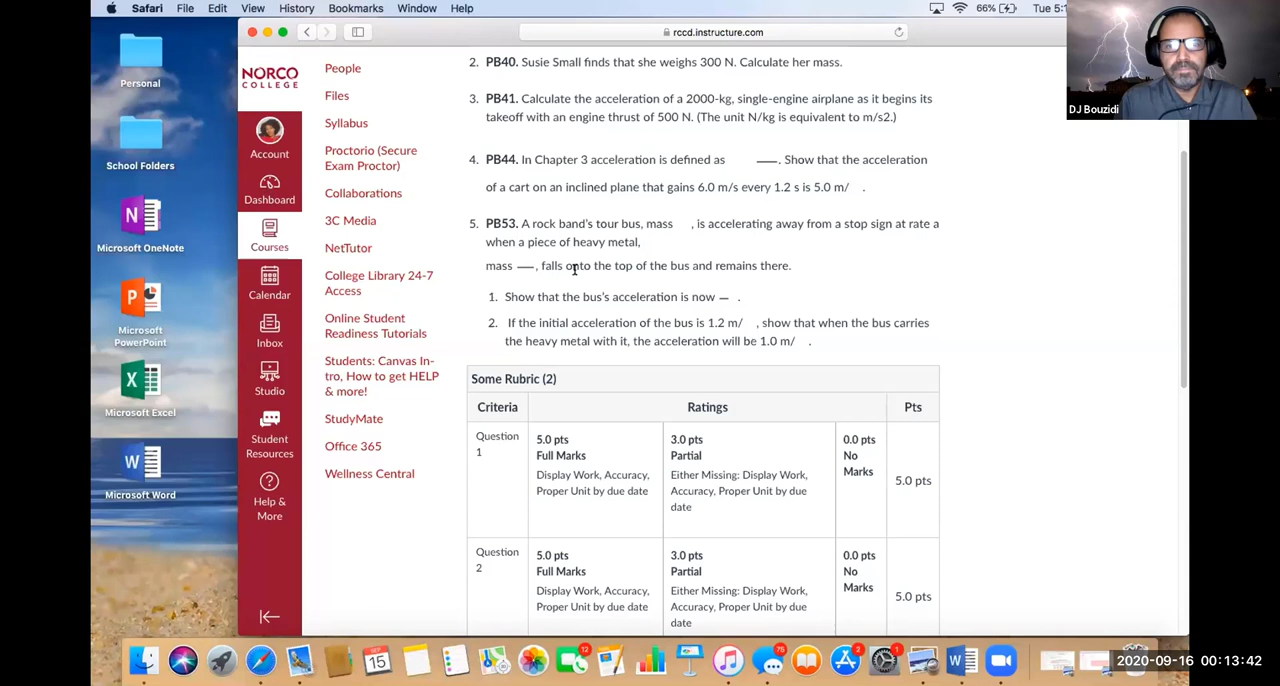 Safari File Edit View History Bookmarks Window Help
66% Tue 5:1
rccd.instructure.com
DJ Bouzidi
Personal
School Folders
Microsoft OneNote
Microsoft PowerPoint
Microsoft Excel
Microsoft Word
NORCO
COLLEGE
Account
Dashboard
Courses
Calendar
Inbox
Studio
Student
Resources
Help &
More
People
Files
Syllabus
Proctorio (Secure
Exam Proctor)
Collaborations
3C Media
NetTutor
College Library 24-7
Access
Online Student
Readiness Tutorials
Students: Canvas In-
tro, How to get HELP
& more!
StudyMate
Office 365
Wellness Central
2. PB40. Susie Small finds that she weighs 300 N. Calculate her mass.
3. PB41. Calculate the acceleration of a 2000-kg, single-engine airplane as it begins its
takeoff with an engine thrust of 500 N. (The unit N/kg is equivalent to m/s2.)
4. PB44. In Chapter 3 acceleration is defined as ___. Show that the acceleration
of a cart on an inclined plane that gains 6.0 m/s every 1.2 s is 5.0 m/ .
5. PB53. A rock band's tour bus, mass , is accelerating away from a stop sign at rate a
when a piece of heavy metal,
mass __, falls onto the top of the bus and remains there.
1. Show that the bus's acceleration is now _ .
2. If the initial acceleration of the bus is 1.2 m/ , show that when the bus carries
the heavy metal with it, the acceleration will be 1.0 m/ .
Some Rubric (2)
Criteria Ratings Pts
Question
1
5.0 pts
Full Marks
Display Work, Accuracy,
Proper Unit by due date
3.0 pts
Partial
Either Missing: Display Work,
Accuracy, Proper Unit by due
date
0.0 pts
No
Marks
5.0 pts
Question
2
5.0 pts
Full Marks
Display Work, Accuracy,
Proper Unit by due date
3.0 pts
Partial
Either Missing: Display Work,
Accuracy, Proper Unit by due
date
0.0 pts
No
Marks
5.0 pts
2020-09-16 00:13:42